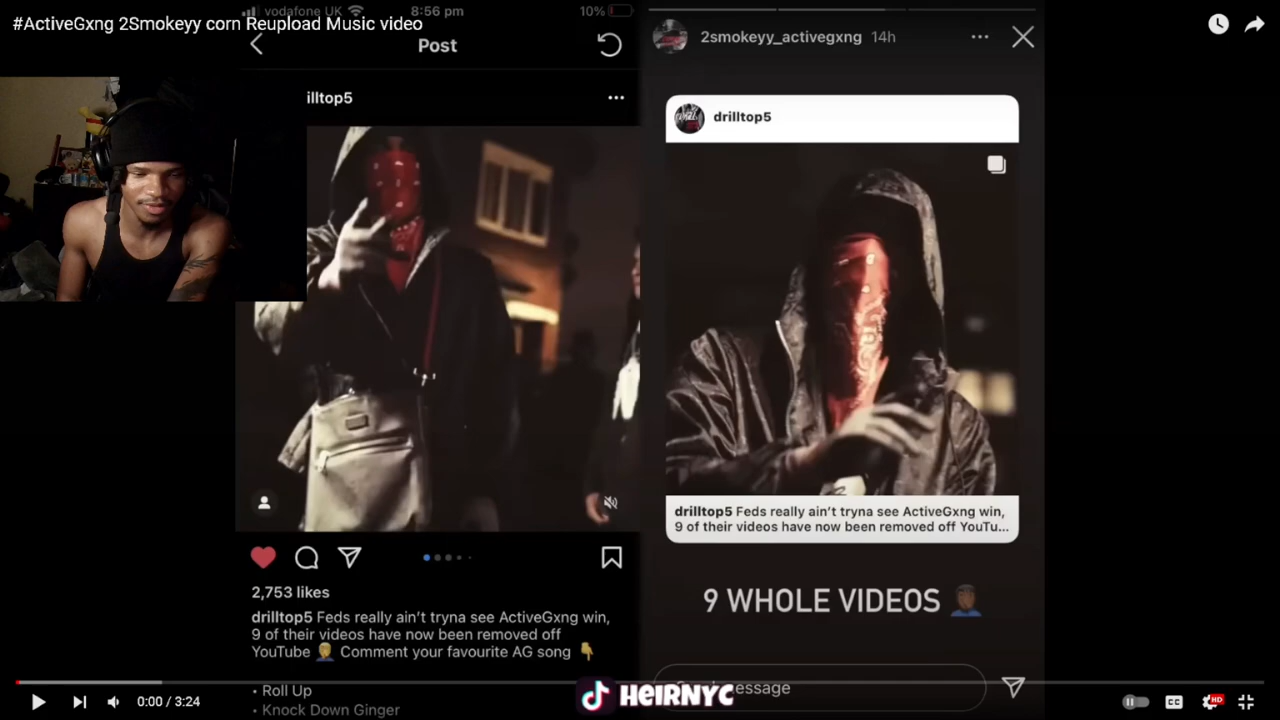 #ActiveGxng 2Smokeyy corn Reupload Music video
vodafone UK
8:56 pm
10%
Post
illtop5
2smokeyy_activegxng 14h
drilltop5
drilltop5 Feds really ain't tryna see ActiveGxng win,
9 of their videos have now been removed off YouTu...
9 WHOLE VIDEOS 🤦🏾‍♂️
2,753 likes
drilltop5 Feds really ain't tryna see ActiveGxng win,
9 of their videos have now been removed off
YouTube 🤦‍♂️ Comment your favourite AG song 👇
• Roll Up
• Knock Down Ginger
HEIRNYC
0:00 / 3:24
CC
HD